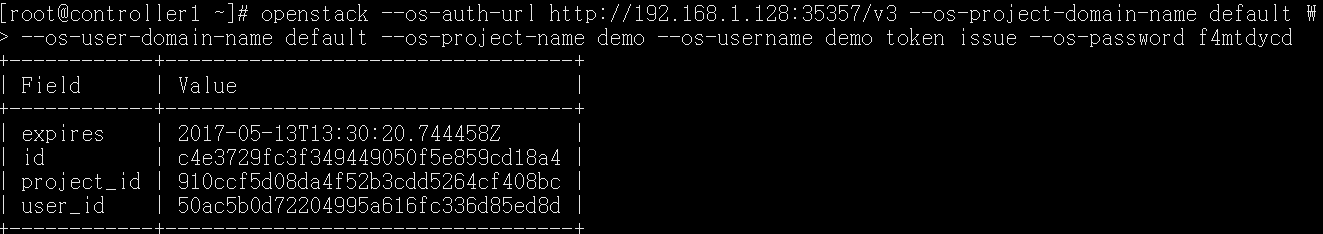 [root@controller1 ~]# openstack --os-auth-url http://192.168.1.128:35357/v3 --os-project-domain-name default ₩
> --os-user-domain-name default --os-project-name demo --os-username demo token issue --os-password f4mtdycd
+------------+----------------------------------+
| Field      | Value                            |
+------------+----------------------------------+
| expires    | 2017-05-13T13:30:20.744458Z      |
| id         | c4e3729fc3f349449050f5e859cd18a4 |
| project_id | 910ccf5d08da4f52b3cdd5264cf408bc |
| user_id    | 50ac5b0d72204995a616fc336d85ed8d |
+------------+----------------------------------+